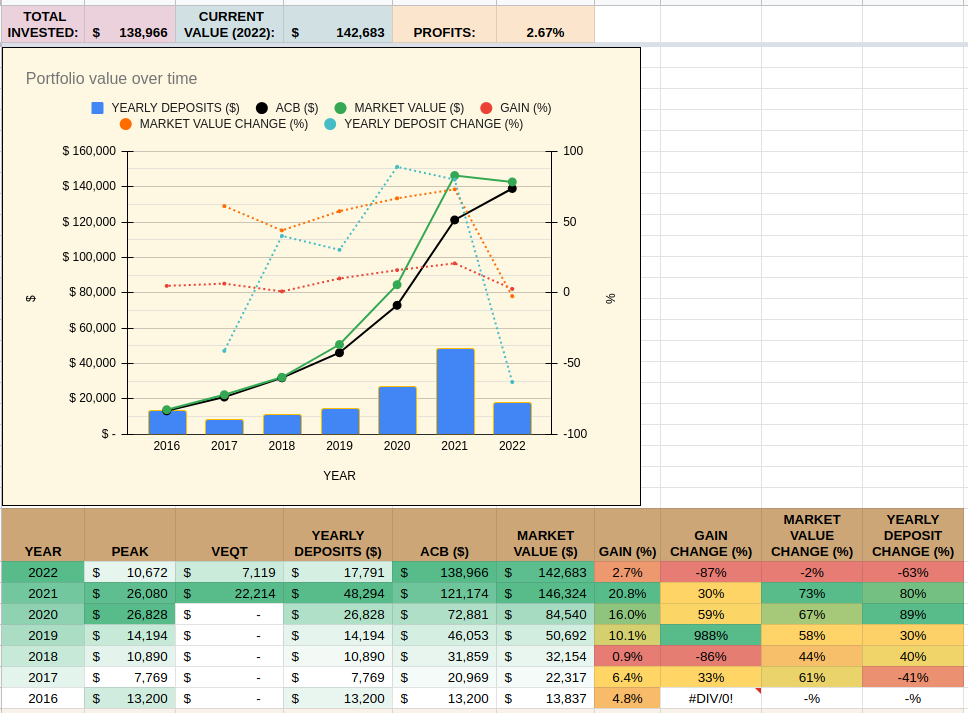 TOTAL INVESTED: $ 138,966 CURRENT VALUE (2022): $ 142,683 PROFITS: 2.67%
Portfolio value over time
YEARLY DEPOSITS ($) ACB ($) MARKET VALUE ($) GAIN (%)
MARKET VALUE CHANGE (%) YEARLY DEPOSIT CHANGE (%)
$ 160,000 100
$ 140,000
$ 120,000 50
$ 100,000
$ 80,000 0
$ 60,000
$ 40,000 -50
$ 20,000
$ - -100
$
%
2016 2017 2018 2019 2020 2021 2022
YEAR
YEAR PEAK VEQT YEARLY DEPOSITS ($) ACB ($) MARKET VALUE ($) GAIN (%) GAIN CHANGE (%) MARKET VALUE CHANGE (%) YEARLY DEPOSIT CHANGE (%)
2022 $ 10,672 $ 7,119 $ 17,791 $ 138,966 $ 142,683 2.7% -87% -2% -63%
2021 $ 26,080 $ 22,214 $ 48,294 $ 121,174 $ 146,324 20.8% 30% 73% 80%
2020 $ 26,828 $ - $ 26,828 $ 72,881 $ 84,540 16.0% 59% 67% 89%
2019 $ 14,194 $ - $ 14,194 $ 46,053 $ 50,692 10.1% 988% 58% 30%
2018 $ 10,890 $ - $ 10,890 $ 31,859 $ 32,154 0.9% -86% 44% 40%
2017 $ 7,769 $ - $ 7,769 $ 20,969 $ 22,317 6.4% 33% 61% -41%
2016 $ 13,200 $ - $ 13,200 $ 13,200 $ 13,837 4.8% #DIV/0! -% -%